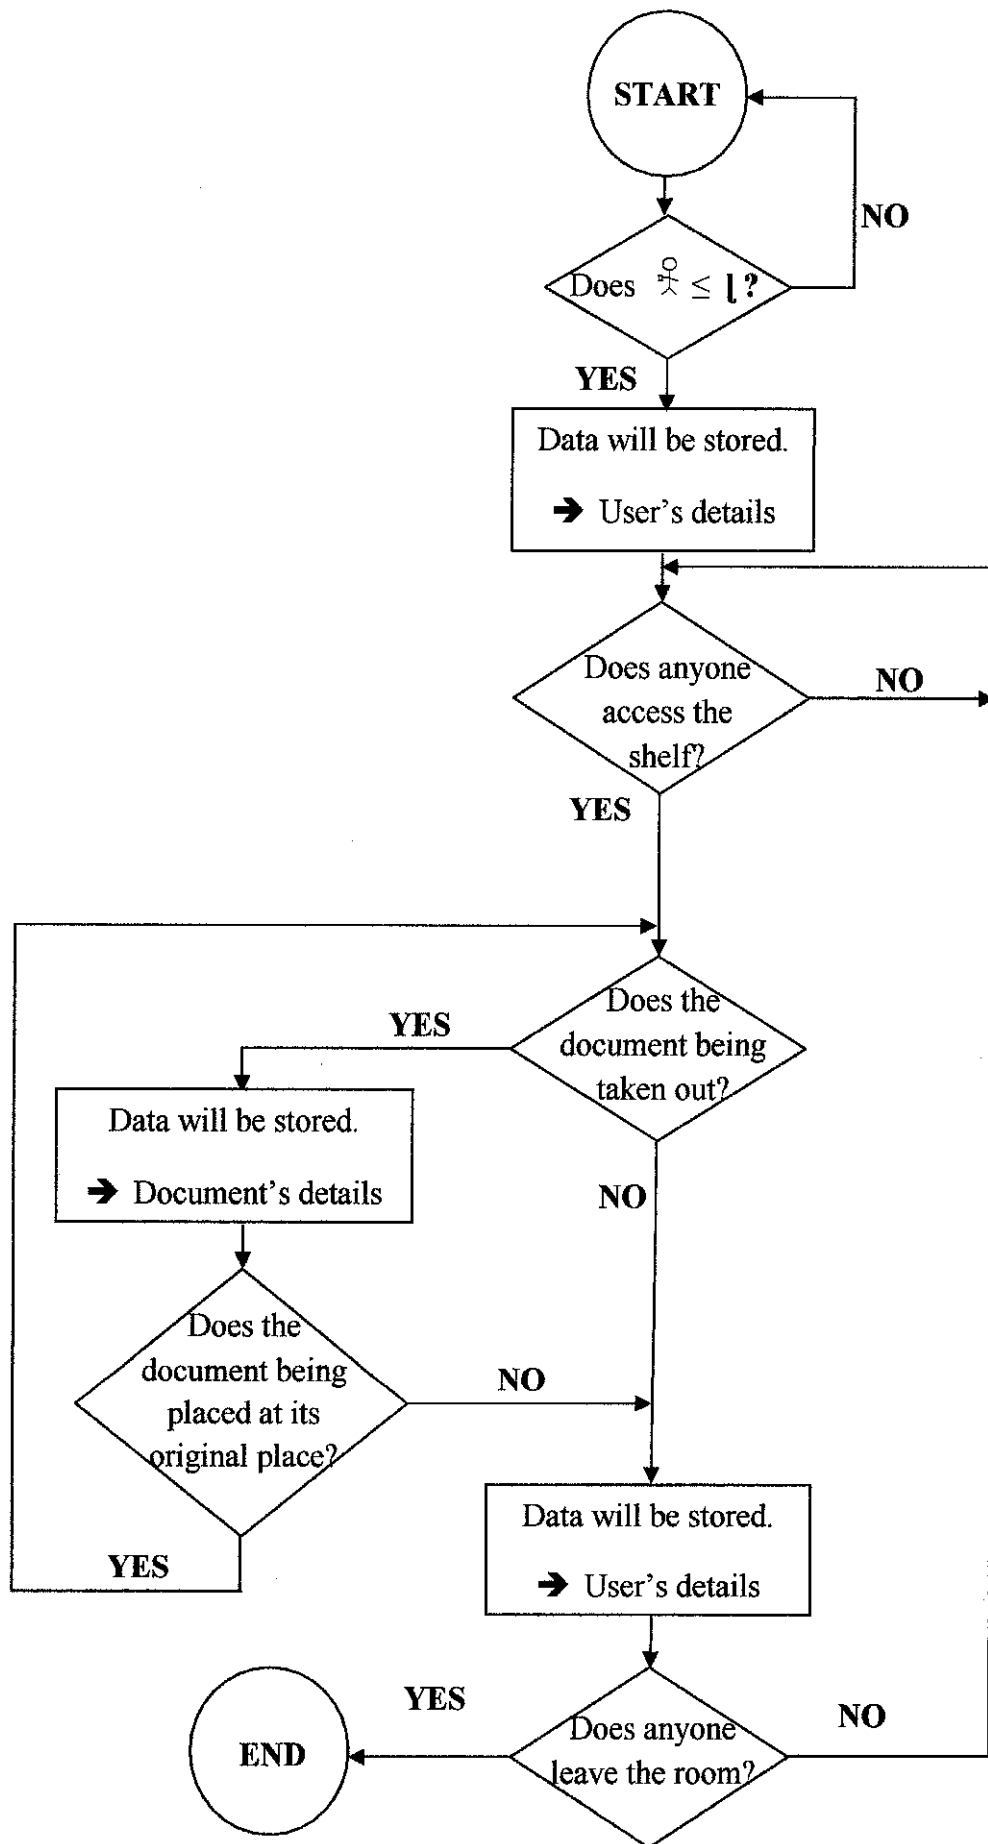 START
NO
Does ≤ ⌊ ?
YES
Data will be stored.
➔ User's details
Does anyone
access the
shelf?
NO
YES
Does the
document being
taken out?
YES
NO
Data will be stored.
➔ Document's details
Does the
document being
placed at its
original place?
NO
YES
Data will be stored.
➔ User's details
Does anyone
leave the room?
YES
NO
END